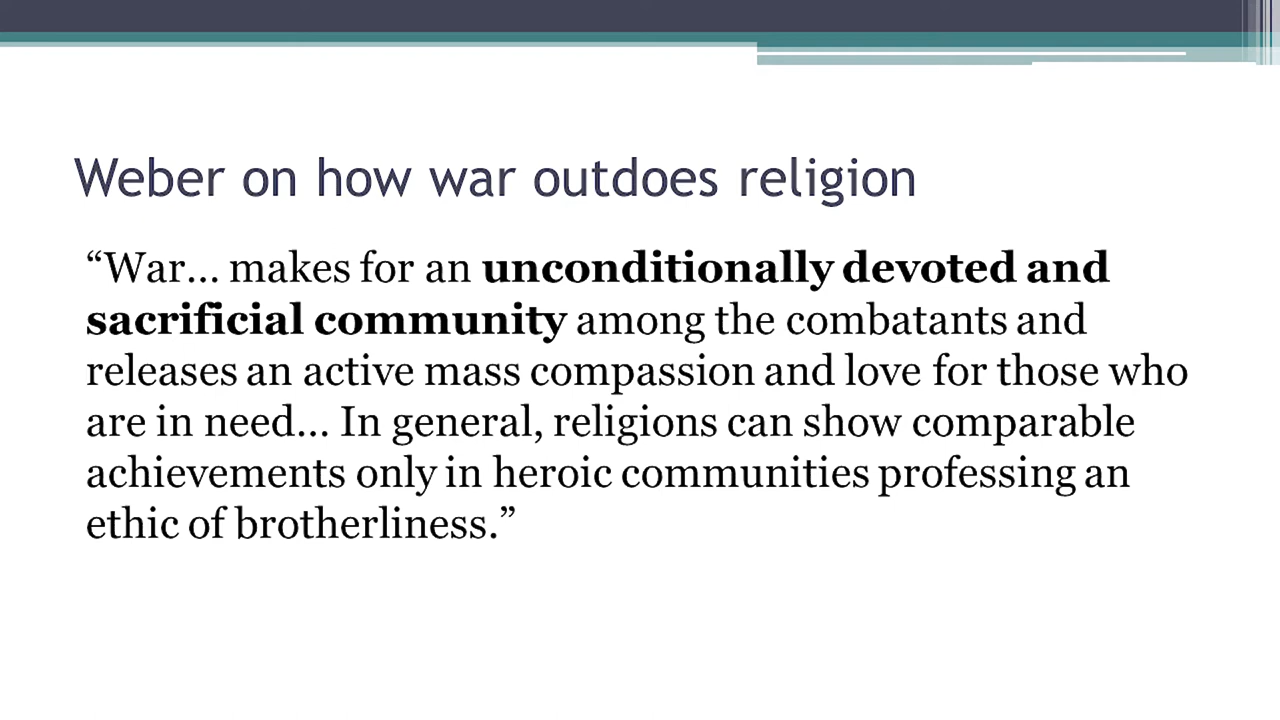 Weber on how war outdoes religion
“War… makes for an unconditionally devoted and
sacrificial community among the combatants and
releases an active mass compassion and love for those who
are in need… In general, religions can show comparable
achievements only in heroic communities professing an
ethic of brotherliness.”